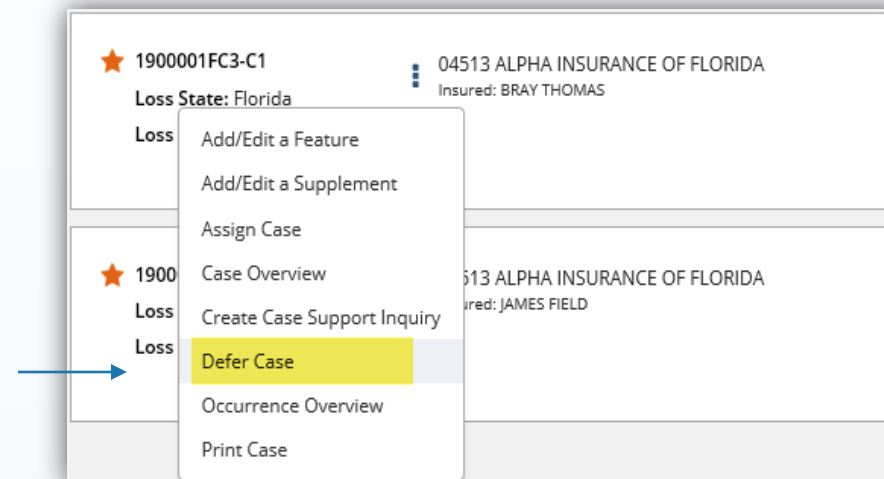 1900001FC3-C1
04513 ALPHA INSURANCE OF FLORIDA
Insured: BRAY THOMAS
Loss State: Florida
Loss
Add/Edit a Feature
Add/Edit a Supplement
Assign Case
Case Overview
Create Case Support Inquiry
Defer Case
Occurrence Overview
Print Case
1900
513 ALPHA INSURANCE OF FLORIDA
ured: JAMES FIELD
Loss
Loss